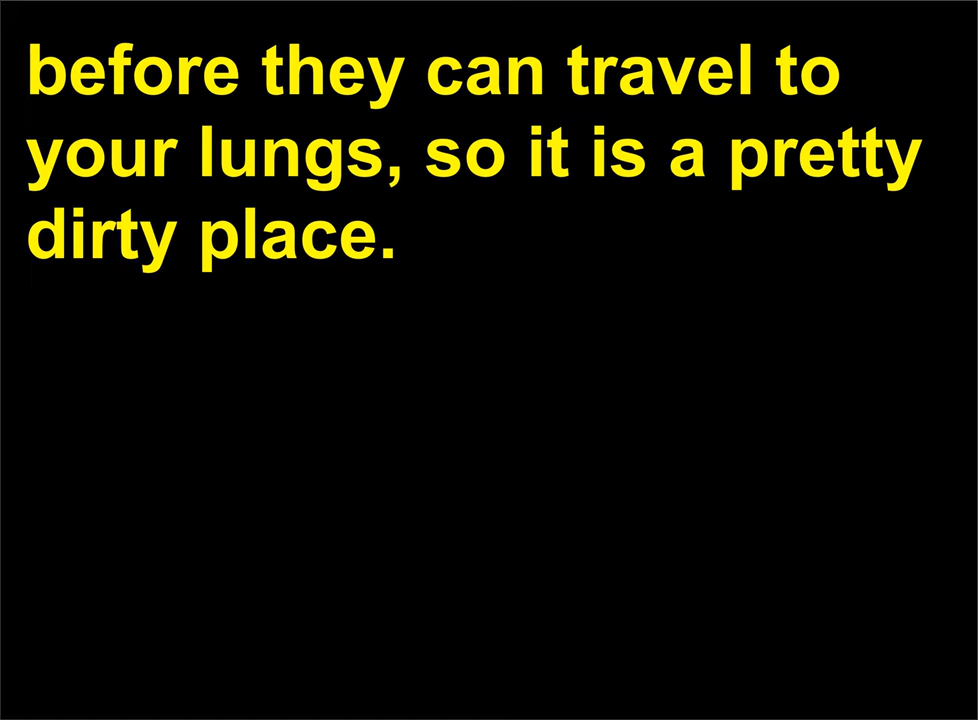 before they can travel to
your lungs, so it is a pretty
dirty place.